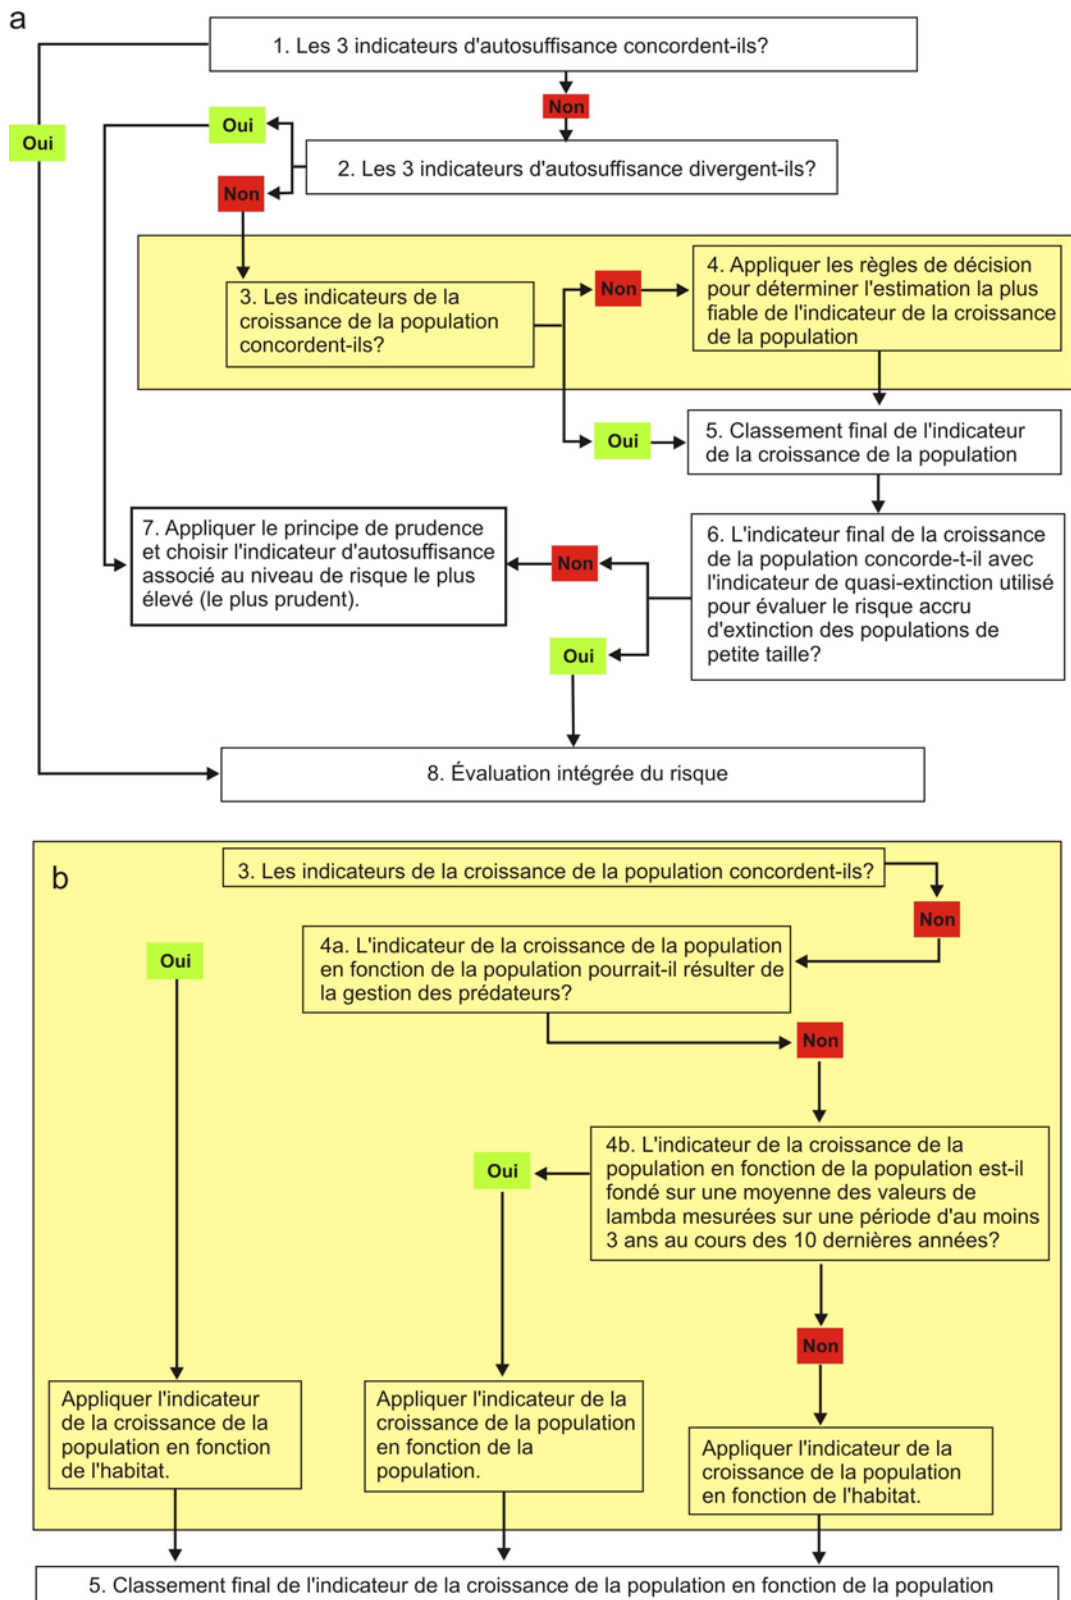 a
1. Les 3 indicateurs d'autosuffisance concordent-ils?
Non
Oui
Oui
2. Les 3 indicateurs d'autosuffisance divergent-ils?
Non
3. Les indicateurs de la
croissance de la population
concordent-ils?
Non
4. Appliquer les règles de décision
pour déterminer l'estimation la plus
fiable de l'indicateur de la croissance
de la population
Oui
5. Classement final de l'indicateur
de la croissance de la population
7. Appliquer le principe de prudence
et choisir l'indicateur d'autosuffisance
associé au niveau de risque le plus
élevé (le plus prudent).
Non
6. L'indicateur final de la croissance
de la population concorde-t-il avec
l'indicateur de quasi-extinction utilisé
pour évaluer le risque accru
d'extinction des populations de
petite taille?
Oui
8. Évaluation intégrée du risque
b
3. Les indicateurs de la croissance de la population concordent-ils?
Non
Oui
4a. L'indicateur de la croissance de la population
en fonction de la population pourrait-il résulter de
la gestion des prédateurs?
Non
4b. L'indicateur de la croissance de la
population en fonction de la population est-il
fondé sur une moyenne des valeurs de
lambda mesurées sur une période d'au moins
3 ans au cours des 10 dernières années?
Oui
Non
Appliquer l'indicateur
de la croissance de la
population en fonction
de l'habitat.
Appliquer l'indicateur de la
croissance de la population
en fonction de la
population.
Appliquer l'indicateur de la
croissance de la population
en fonction de l'habitat.
5. Classement final de l'indicateur de la croissance de la population en fonction de la population